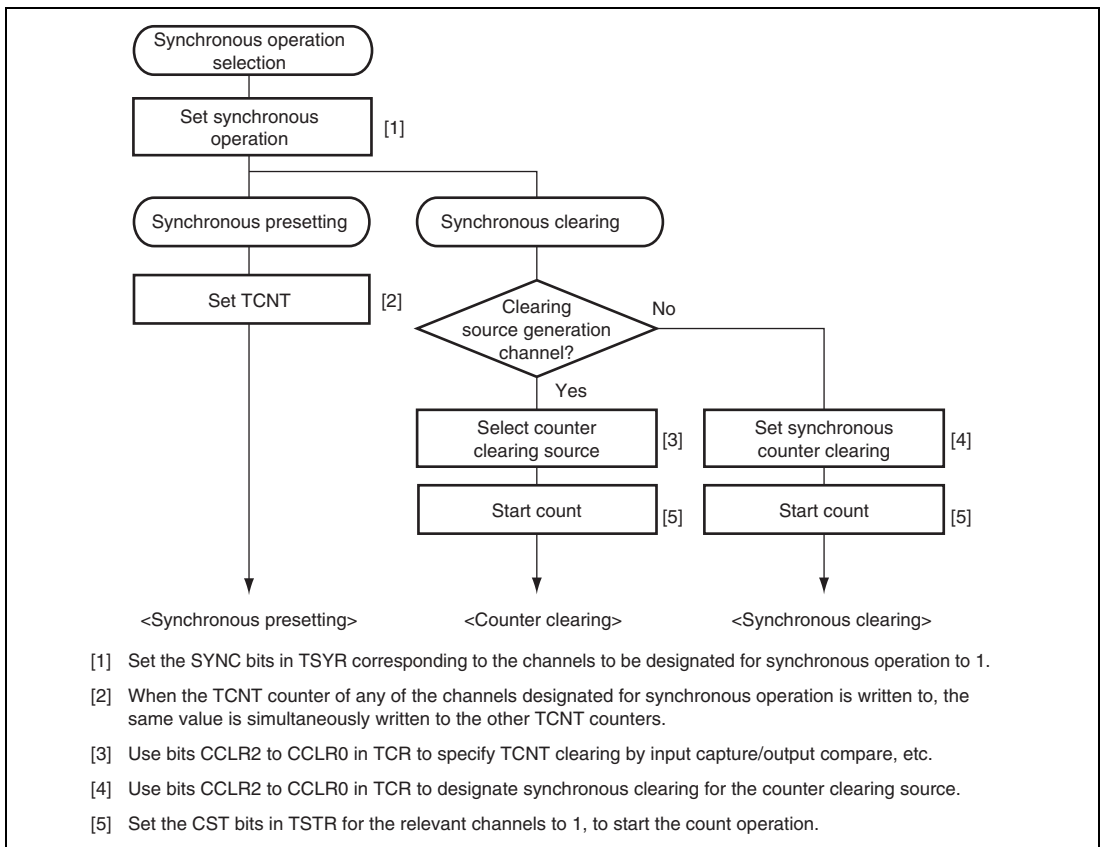 Synchronous operation
selection
Set synchronous
operation
[1]
Synchronous presetting
Synchronous clearing
Set TCNT
[2]
Clearing
source generation
channel?
No
Yes
Select counter
clearing source
[3]
Set synchronous
counter clearing
[4]
Start count
[5]
Start count
[5]
<Synchronous presetting>
<Counter clearing>
<Synchronous clearing>
[1] Set the SYNC bits in TSYR corresponding to the channels to be designated for synchronous operation to 1.
[2] When the TCNT counter of any of the channels designated for synchronous operation is written to, the
same value is simultaneously written to the other TCNT counters.
[3] Use bits CCLR2 to CCLR0 in TCR to specify TCNT clearing by input capture/output compare, etc.
[4] Use bits CCLR2 to CCLR0 in TCR to designate synchronous clearing for the counter clearing source.
[5] Set the CST bits in TSTR for the relevant channels to 1, to start the count operation.